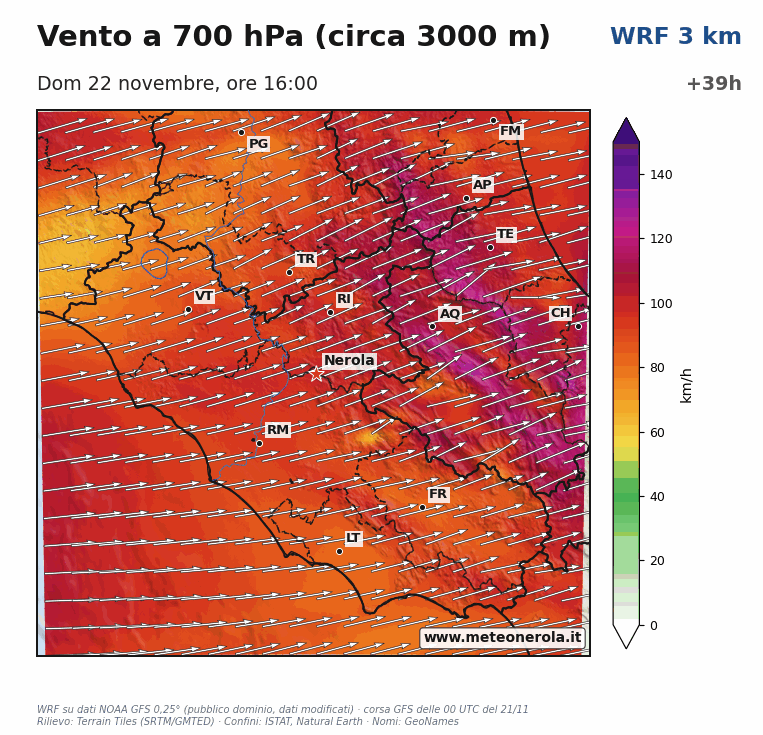 Vento a 700 hPa (circa 3000 m)
WRF 3 km
Dom 22 novembre, ore 16:00
+39h
FM
PG
AP
TE
TR
VT
RI
AQ
CH
Nerola
RM
FR
LT
www.meteonerola.it
140
120
100
80
60
40
20
0
km/h
WRF su dati NOAA GFS 0,25° (pubblico dominio, dati modificati) · corsa GFS delle 00 UTC del 21/11
Rilievo: Terrain Tiles (SRTM/GMTED) · Confini: ISTAT, Natural Earth · Nomi: GeoNames